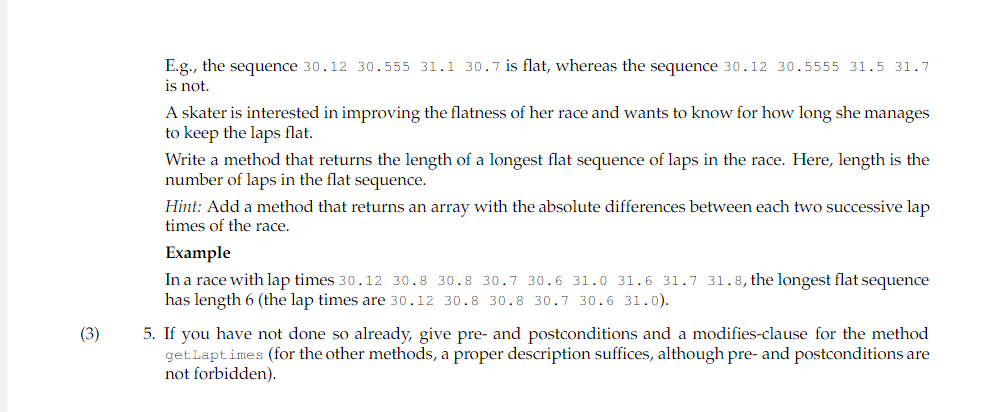 E.g., the sequence 30.12 30.555 31.1 30.7 is flat, whereas the sequence 30.12 30.5555 31.5 31.7
is not.
A skater is interested in improving the flatness of her race and wants to know for how long she manages
to keep the laps flat.
Write a method that returns the length of a longest flat sequence of laps in the race. Here, length is the
number of laps in the flat sequence.
Hint: Add a method that returns an array with the absolute differences between each two successive lap
times of the race.
Example
In a race with lap times 30.12 30.8 30.8 30.7 30.6 31.0 31.6 31.7 31.8, the longest flat sequence
has length 6 (the lap times are 30.12 30.8 30.8 30.7 30.6 31.0).
(3) 5. If you have not done so already, give pre- and postconditions and a modifies-clause for the method
getLaptimes (for the other methods, a proper description suffices, although pre- and postconditions are
not forbidden).